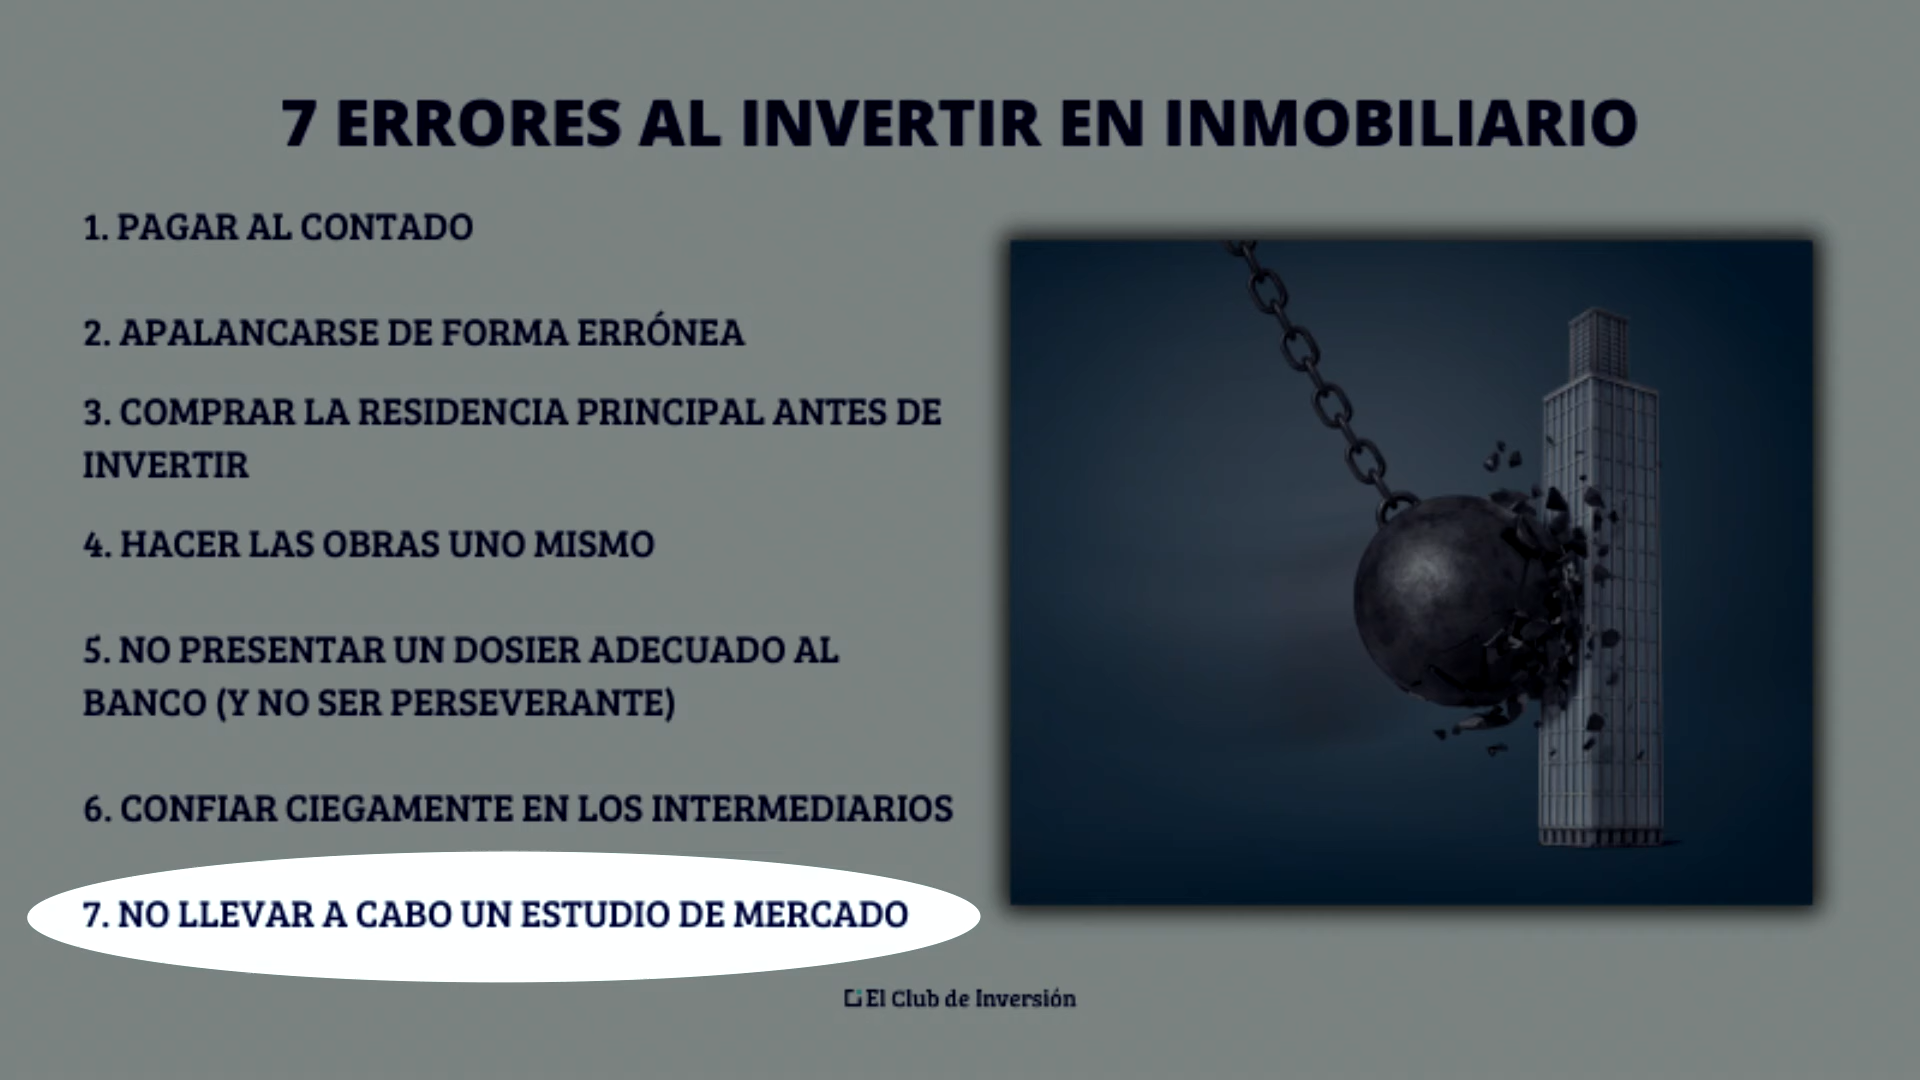 7 ERRORES AL INVERTIR EN INMOBILIARIO
1. PAGAR AL CONTADO
2. APALANCARSE DE FORMA ERRÓNEA
3. COMPRAR LA RESIDENCIA PRINCIPAL ANTES DE
INVERTIR
4. HACER LAS OBRAS UNO MISMO
5. NO PRESENTAR UN DOSIER ADECUADO AL
BANCO (Y NO SER PERSEVERANTE)
6. CONFIAR CIEGAMENTE EN LOS INTERMEDIARIOS
7. NO LLEVAR A CABO UN ESTUDIO DE MERCADO
El Club de Inversión